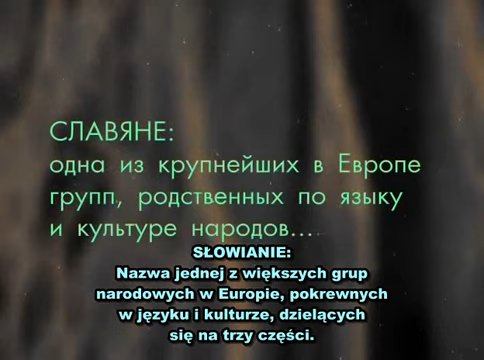 СЛАВЯНЕ:
одна из крупнейших в Европе
групп, родственных по языку
и культуре народов...
SŁOWIANIE:
Nazwa jednej z większych grup
narodowych w Europie, pokrewnych
w języku i kulturze, dzielących
się na trzy części.